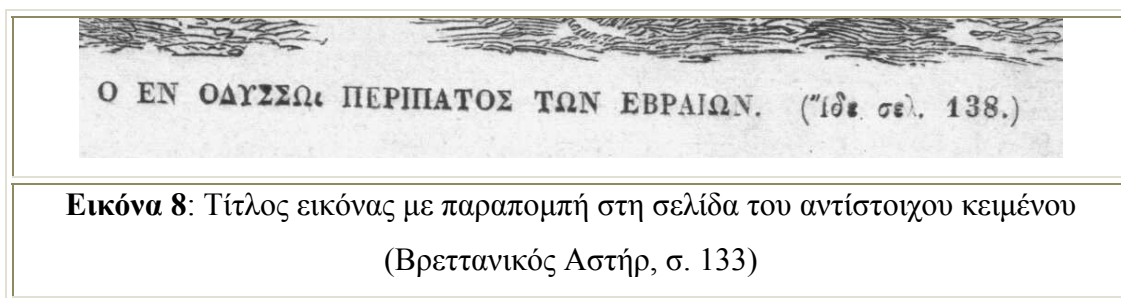 Ο ΕΝ ΟΔΥΣΣΩι ΠΕΡΙΠΑΤΟΣ ΤΩΝ ΕΒΡΑΙΩΝ. (Ἴδε σελ. 138.)
Εικόνα 8: Τίτλος εικόνας με παραπομπή στη σελίδα του αντίστοιχου κειμένου
(Βρεττανικός Αστήρ, σ. 133)